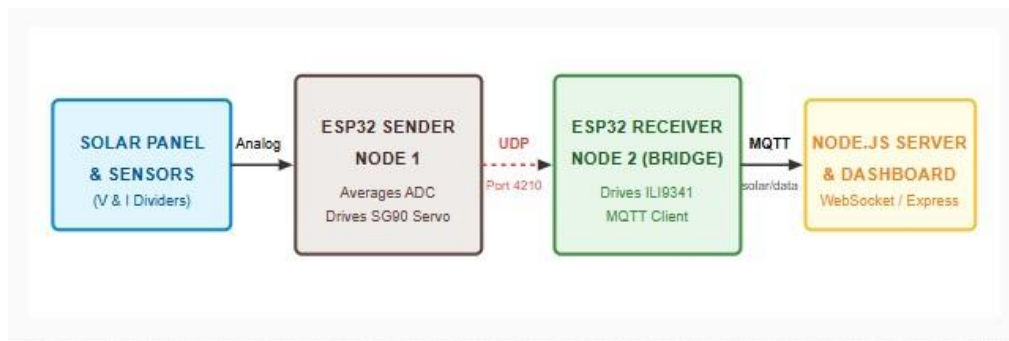 SOLAR PANEL
& SENSORS
(V & I Dividers)
Analog
ESP32 SENDER
NODE 1
Averages ADC
Drives SG90 Servo
UDP
Port 4210
ESP32 RECEIVER
NODE 2 (BRIDGE)
Drives ILI9341
MQTT Client
MQTT
solar/data
NODE.JS SERVER
& DASHBOARD
WebSocket / Express